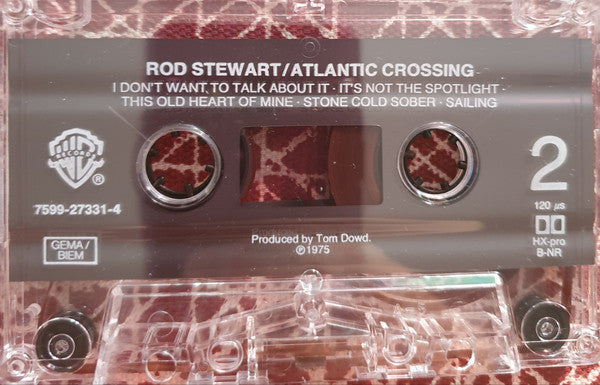 ROD STEWART/ATLANTIC CROSSING
I DON'T WANT TO TALK ABOUT IT · IT'S NOT THE SPOTLIGHT ·
THIS OLD HEART OF MINE · STONE COLD SOBER · SAILING
WB RECORDS ®
7599-27331-4
GEMA/
BIEM
Produced by Tom Dowd.
℗1975
2
120 µs
HX-pro
B-NR